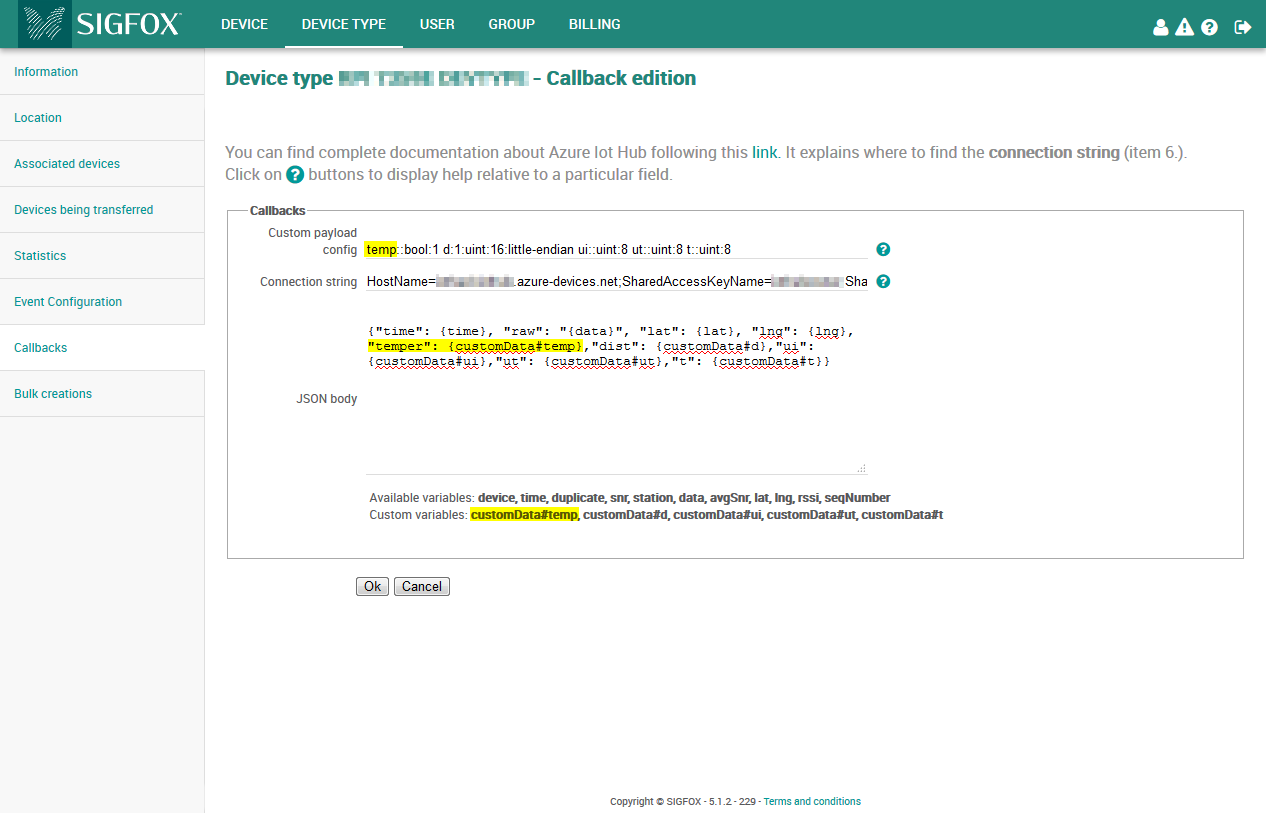 SIGFOX
DEVICE
DEVICE TYPE
USER
GROUP
BILLING
Information
Location
Associated devices
Devices being transferred
Statistics
Event Configuration
Callbacks
Bulk creations
Device type - Callback edition
You can find complete documentation about Azure Iot Hub following this link. It explains where to find the connection string (item 6.).
Click on ? buttons to display help relative to a particular field.
Callbacks
Custom payload
config
temp::bool:1 d:1:uint:16:little-endian ui::uint:8 ut::uint:8 t::uint:8
?
Connection string
HostName= .azure-devices.net;SharedAccessKeyName= Sha
?
{"time": {time}, "raw": "{data}", "lat": {lat}, "lng": {lng},
"temper": {customData#temp},"dist": {customData#d},"ui":
{customData#ui},"ut": {customData#ut},"t": {customData#t}}
JSON body
Available variables: device, time, duplicate, snr, station, data, avgSnr, lat, lng, rssi, seqNumber
Custom variables: customData#temp, customData#d, customData#ui, customData#ut, customData#t
Ok
Cancel
Copyright © SIGFOX - 5.1.2 - 229 - Terms and conditions